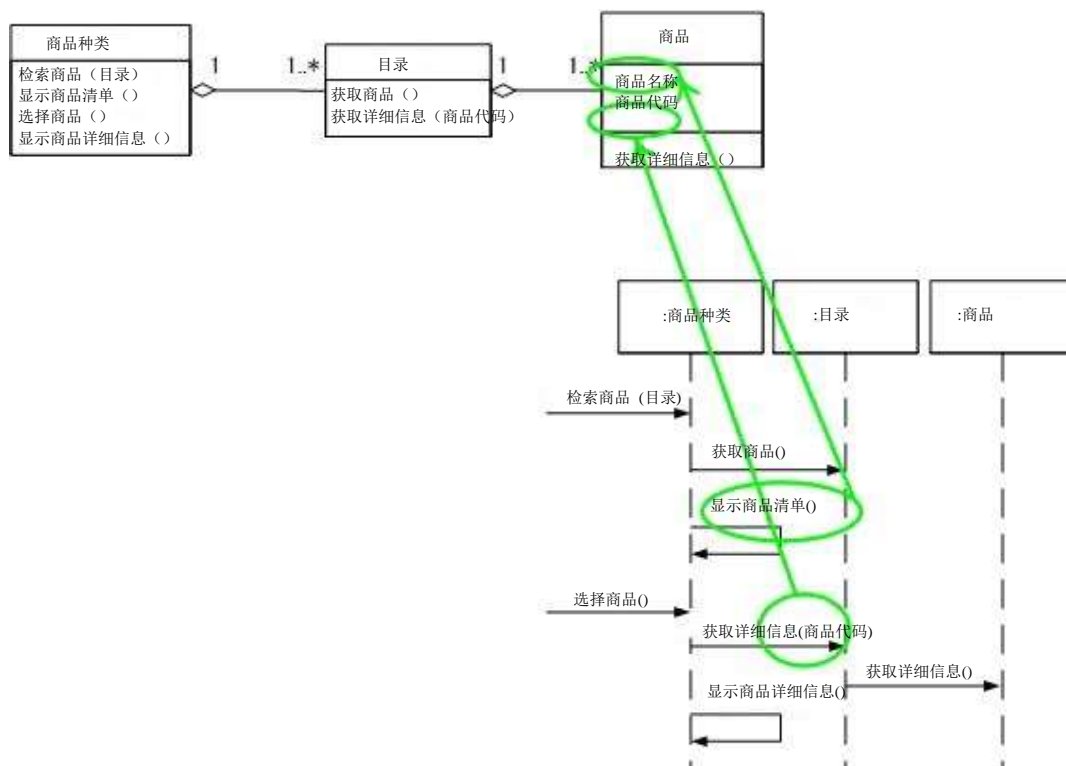 商品种类
检索商品（目录）
显示商品清单（）
选择商品（）
显示商品详细信息（）
1
1..*
目录
获取商品（）
获取详细信息（商品代码）
1
1..*
商品
商品名称
商品代码
获取详细信息（）
:商品种类
:目录
:商品
检索商品 (目录)
获取商品()
显示商品清单()
选择商品()
获取详细信息(商品代码)
获取详细信息()
显示商品详细信息()